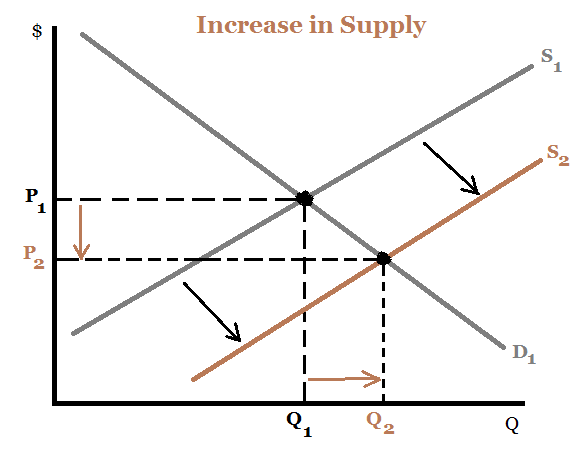 Increase in Supply
$
S1
S2
P1
P2
D1
Q1
Q2
Q